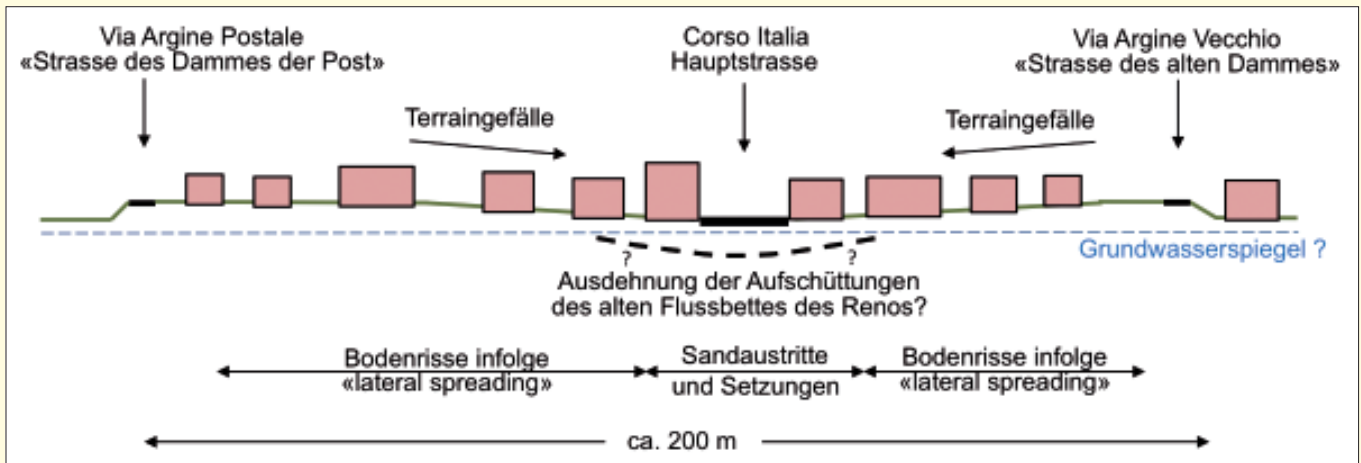 Via Argine Postale
«Strasse des Dammes der Post»
Corso Italia
Hauptstrasse
Via Argine Vecchio
«Strasse des alten Dammes»
Terraingefälle
Terraingefälle
Grundwasserspiegel ?
?
?
Ausdehnung der Aufschüttungen
des alten Flussbettes des Renos?
Bodenrisse infolge
«lateral spreading»
Sandaustritte
und Setzungen
Bodenrisse infolge
«lateral spreading»
ca. 200 m